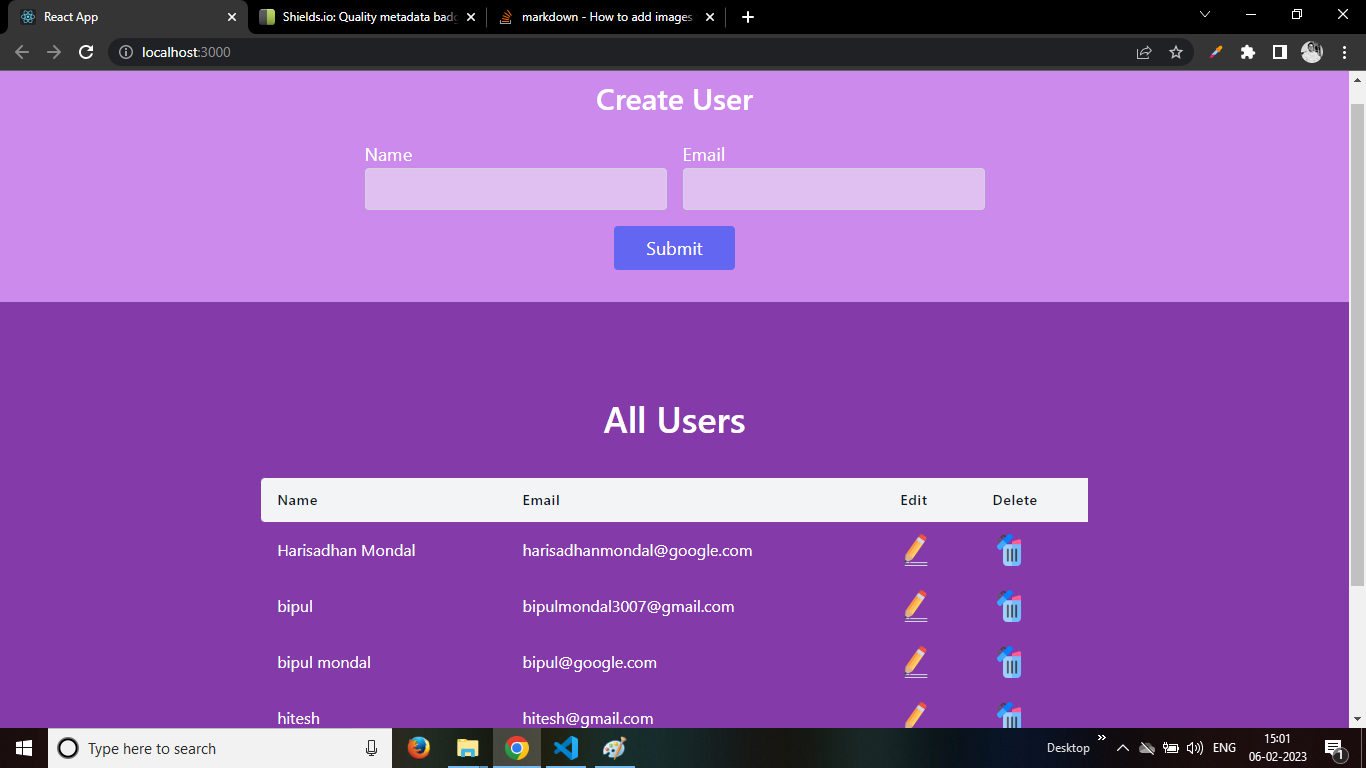 React App
Shields.io: Quality metadata badg
markdown - How to add images
localhost:3000
Create User
Name Email
Submit
All Users
Name Email Edit Delete
Harisadhan Mondal harisadhanmondal@google.com
bipul bipulmondal3007@gmail.com
bipul mondal bipul@google.com
hitesh hitesh@gmail.com
Type here to search
Desktop
ENG
15:01
06-02-2023
1